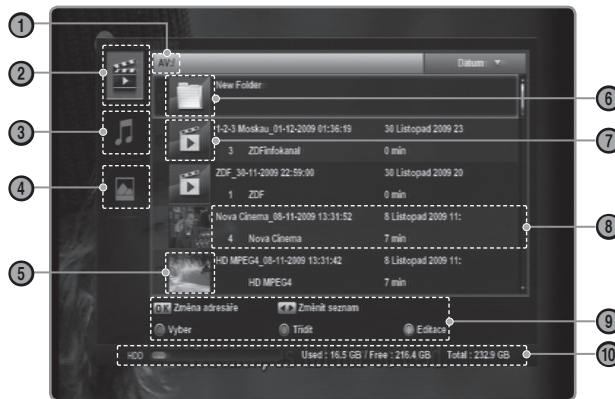 1
2
3
4
5
6
7
8
9
10
AV:/
Datum ▼
New Folder
1-2-3 Moskau_01-12-2009 01:36:19 30 Listopad 2009 23
3 ZDFinfokanal 0 min
ZDF_30-11-2009 22:59:00 30 Listopad 2009 20
1 ZDF 0 min
Nova Cinema_08-11-2009 13:31:52 8 Listopad 2009 11:
4 Nova Cinema 7 min
HD MPEG4_08-11-2009 13:31:42 8 Listopad 2009 11:
HD MPEG4 7 min
OK Změna adresáře ◀▶ Změnit seznam
Vyber Třídit Editace
HDD Used : 16.5 GB / Free : 216.4 GB Total : 232.9 GB